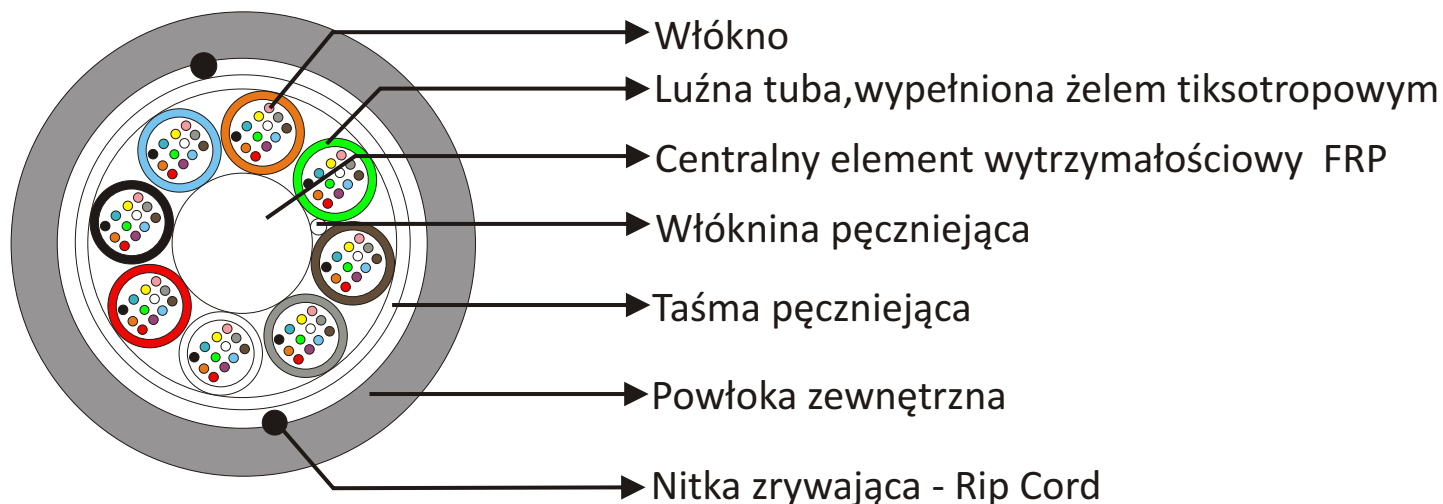 Włókno
Luźna tuba,wypełniona żelem tiksotropowym
Centralny element wytrzymałościowy FRP
Włóknina pęczniejąca
Taśma pęczniejąca
Powłoka zewnętrzna
Nitka zrywająca - Rip Cord